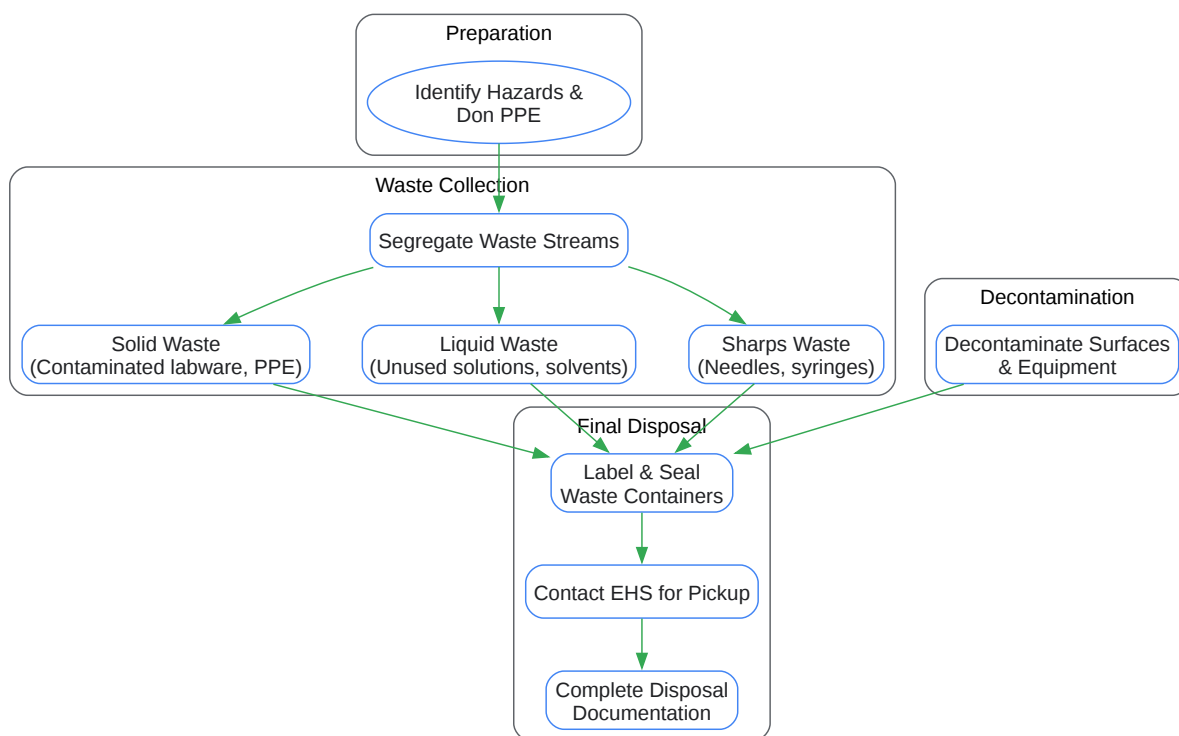 Preparation
Identify Hazards &
Don PPE
Waste Collection
Segregate Waste Streams
Solid Waste
(Contaminated labware, PPE)
Liquid Waste
(Unused solutions, solvents)
Sharps Waste
(Needles, syringes)
Decontamination
Decontaminate Surfaces
& Equipment
Final Disposal
Label & Seal
Waste Containers
Contact EHS for Pickup
Complete Disposal
Documentation